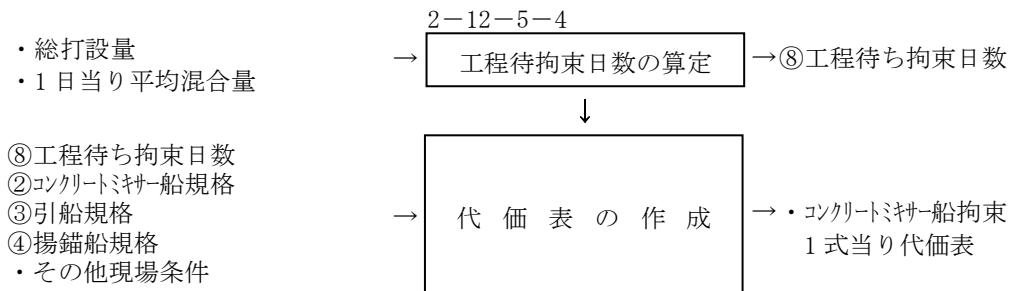 2－12－5－4
・総打設量
・1日当り平均混合量
→
工程待拘束日数の算定
→⑧工程待ち拘束日数
↓
⑧工程待ち拘束日数
②ｺﾝｸﾘｰﾄﾐｷｻｰ船規格
③引船規格
④揚錨船規格
・その他現場条件
→
代 価 表 の 作 成
→・ｺﾝｸﾘｰﾄﾐｷｻｰ船拘束
1式当り代価表